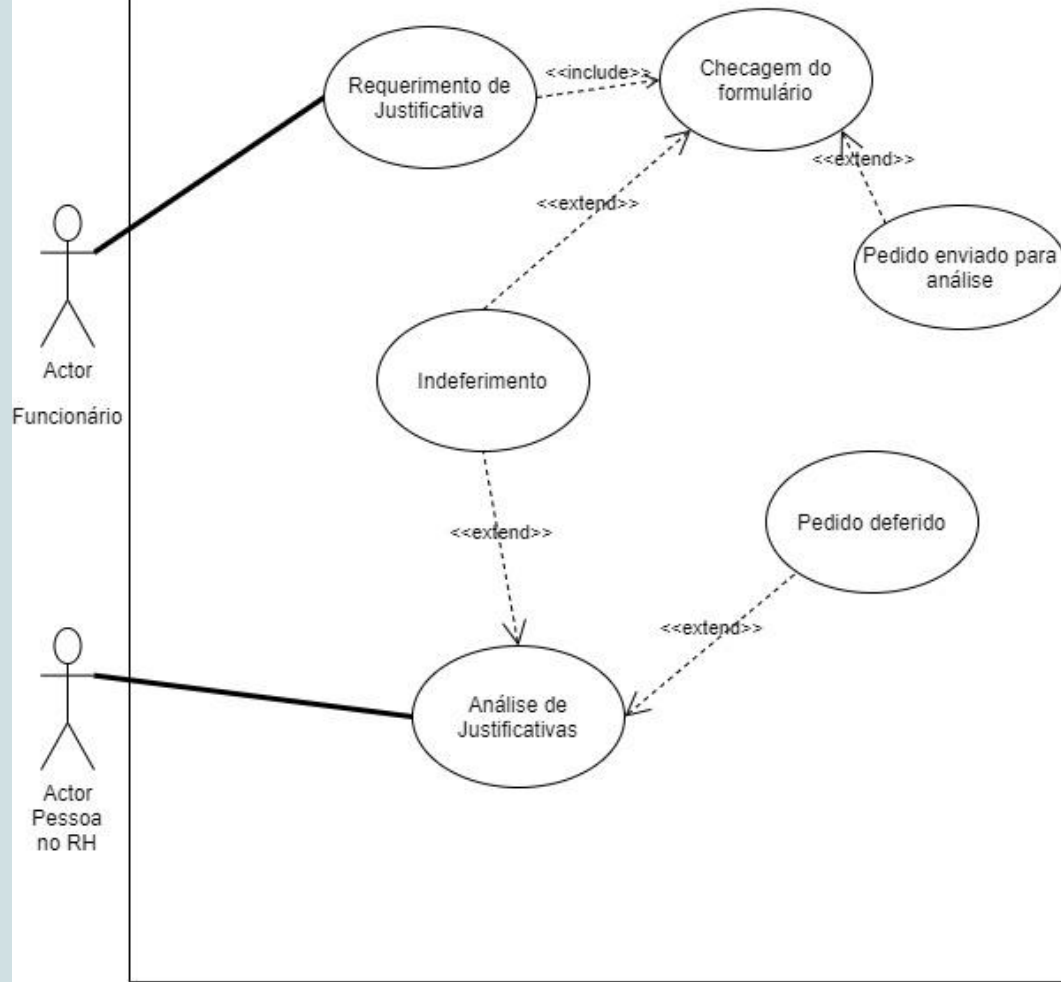 Requerimento de
Justificativa
<<include>>
Checagem do
formulário
<<extend>>
<<extend>>
Pedido enviado para
análise
Actor
Funcionário
Indeferimento
<<extend>>
Pedido deferido
<<extend>>
Análise de
Justificativas
Actor
Pessoa
no RH